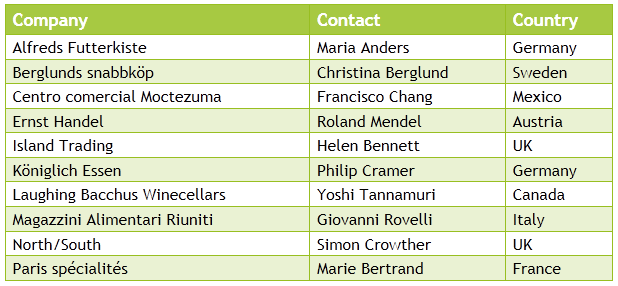 Company Contact Country
Alfreds Futterkiste Maria Anders Germany
Berglunds snabbköp Christina Berglund Sweden
Centro comercial Moctezuma Francisco Chang Mexico
Ernst Handel Roland Mendel Austria
Island Trading Helen Bennett UK
Königlich Essen Philip Cramer Germany
Laughing Bacchus Winecellars Yoshi Tannamuri Canada
Magazzini Alimentari Riuniti Giovanni Rovelli Italy
North/South Simon Crowther UK
Paris spécialités Marie Bertrand France